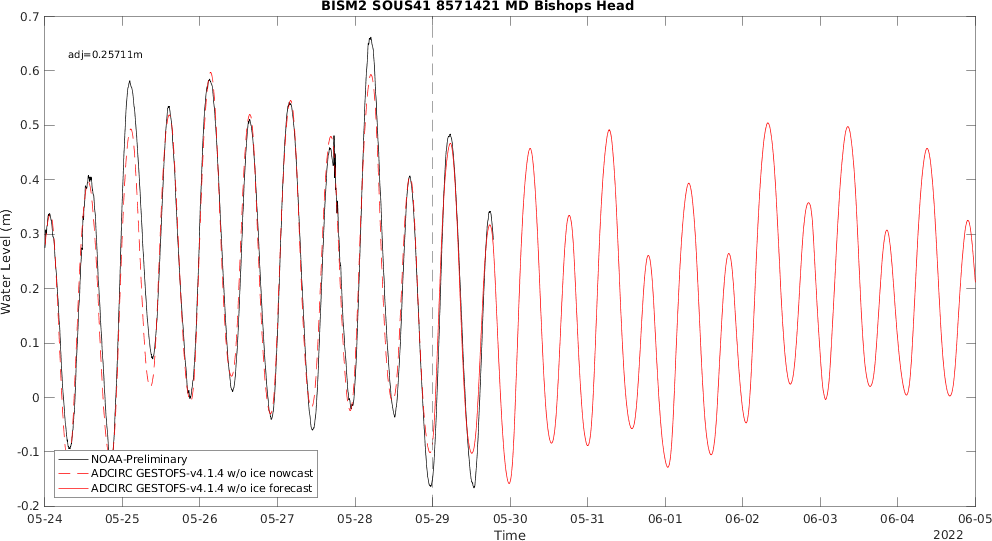 BISM2 SOUS41 8571421 MD Bishops Head
adj=0.25711m
Water Level (m)
0.7
0.6
0.5
0.4
0.3
0.2
0.1
0
-0.1
-0.2
NOAA-Preliminary
ADCIRC GESTOFS-v4.1.4 w/o ice nowcast
ADCIRC GESTOFS-v4.1.4 w/o ice forecast
05-24 05-25 05-26 05-27 05-28 05-29 05-30 05-31 06-01 06-02 06-03 06-04 06-05
Time
2022